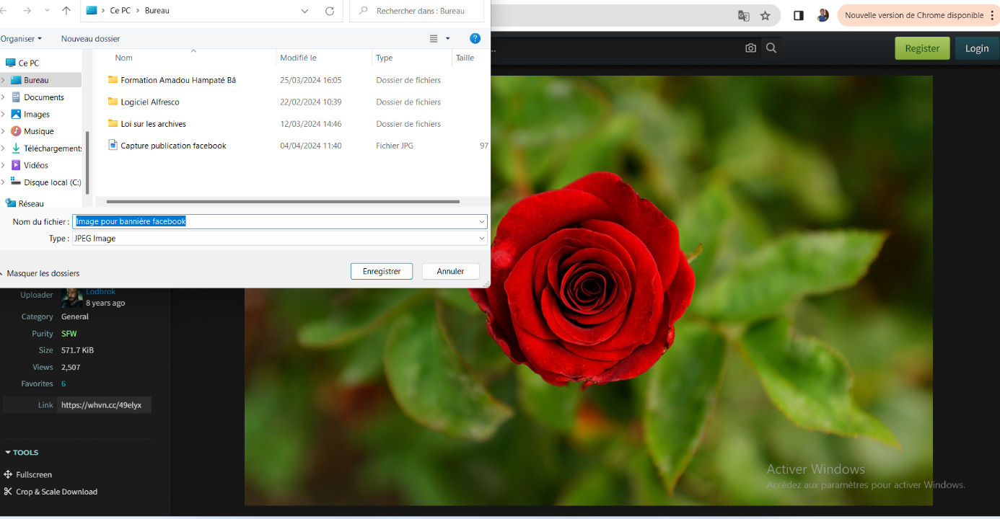 Ce PC > Bureau
Rechercher dans : Bureau
Nouvelle version de Chrome disponible
Organiser
Nouveau dossier
...
Register
Login
Nom
Modifié le
Type
Taille
Ce PC
Bureau
Documents
Images
Musique
Téléchargements
Vidéos
Disque local (C:)
Réseau
Formation Amadou Hampaté Bâ 25/03/2024 16:05 Dossier de fichiers
Logiciel Alfresco 22/02/2024 10:39 Dossier de fichiers
Loi sur les archives 12/03/2024 14:46 Dossier de fichiers
Capture publication facebook 04/04/2024 11:40 Fichier JPG 97
Nom du fichier : Image pour bannière facebook
Type : JPEG Image
Masquer les dossiers
Enregistrer
Annuler
Uploader Lodbrok
8 years ago
Category General
Purity SFW
Size 571.7 KiB
Views 2,507
Favorites 6
Link https://whvn.cc/49elyx
TOOLS
Fullscreen
Crop & Scale Download
Activer Windows
Accédez aux paramètres pour activer Windows.